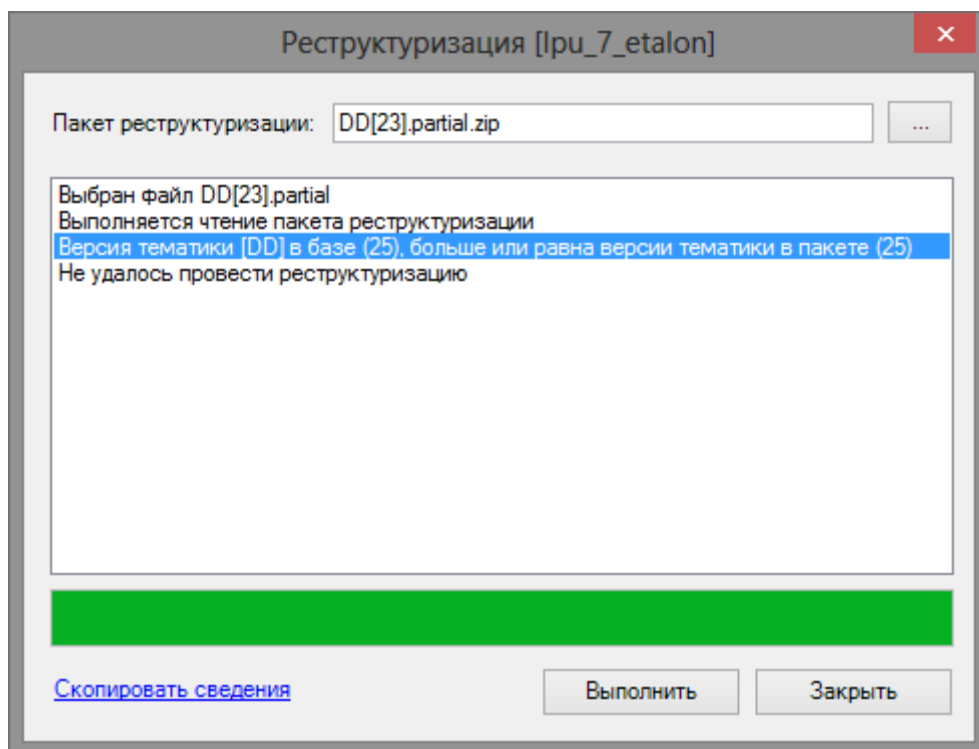 Реструктуризация [lpu_7_etalon]
Пакет реструктуризации: DD[23].partial.zip ...
Выбран файл DD[23].partial
Выполняется чтение пакета реструктуризации
Версия тематики [DD] в базе (25), больше или равна версии тематики в пакете (25)
Не удалось провести реструктуризацию
Скопировать сведения Выполнить Закрыть